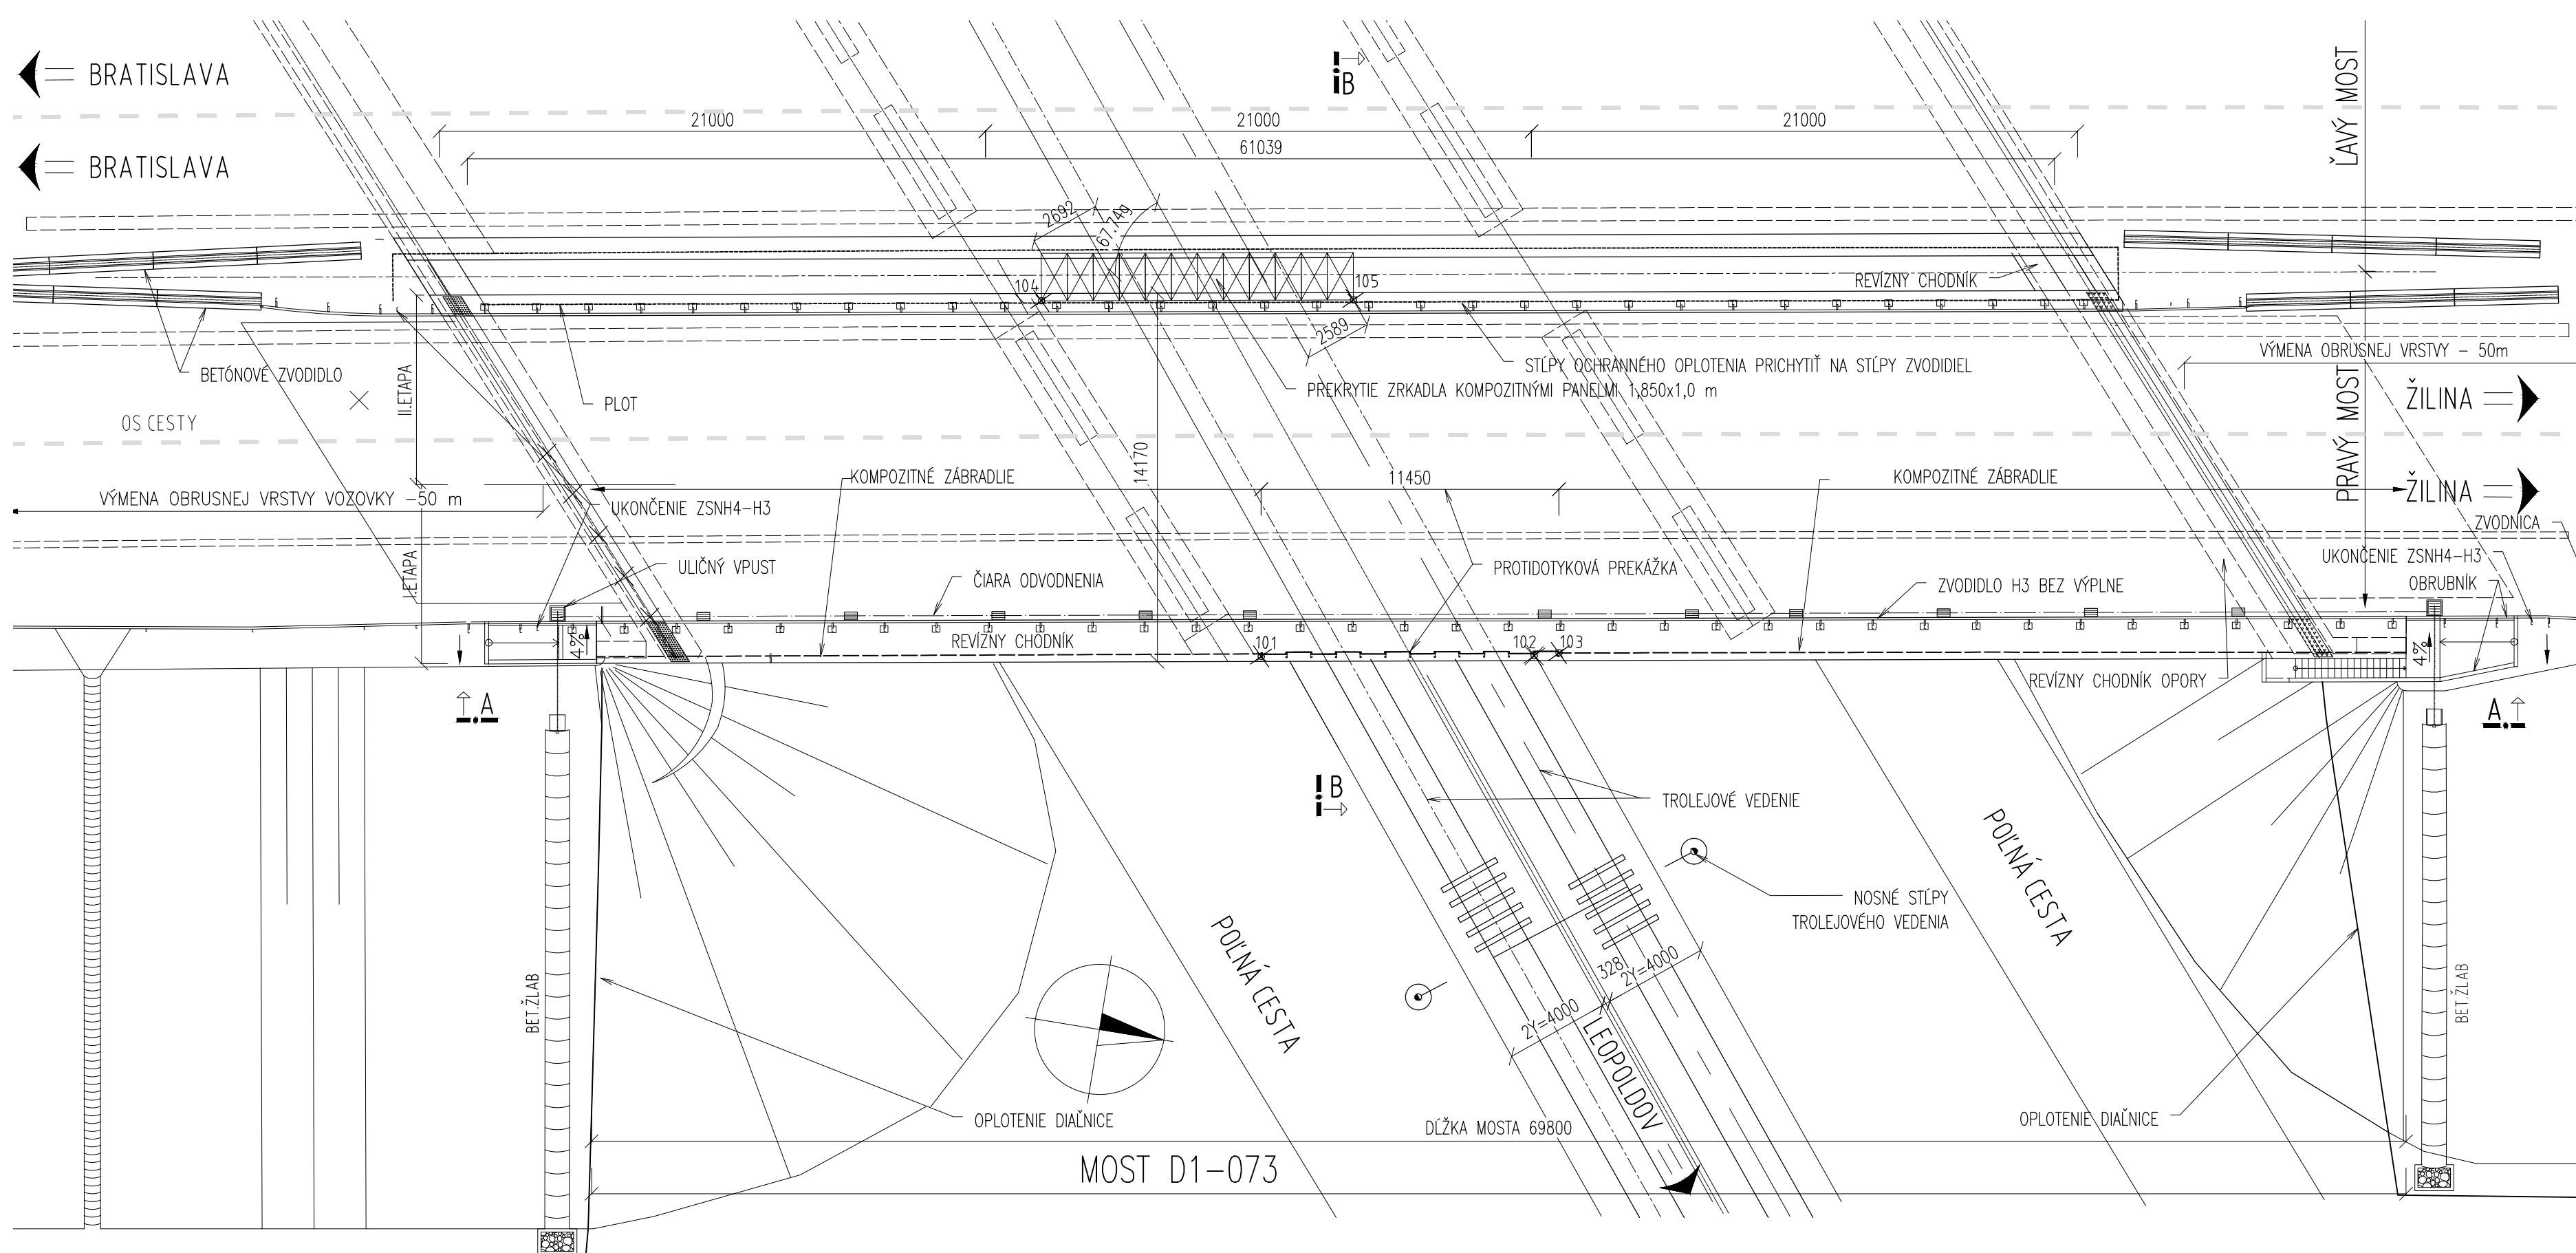 BRATISLAVA
B
ĽAVÝ MOST
21000
21000
21000
61039
BRATISLAVA
2692
67.74g
REVÍZNY CHODNÍK
104
105
2589
VÝMENA OBRUSNEJ VRSTVY - 50m
STĹPY OCHRANNÉHO OPLOTENIA PRICHYTIŤ NA STĹPY ZVODIDIEL
BETÓNOVÉ ZVODIDLO
PREKRYTIE ZRKADLA KOMPOZITNÝMI PANELMI 1,850x1,0 m
II.ETAPA
PLOT
PRAVÝ MOST
ŽILINA
OS CESTY
14170
KOMPOZITNÉ ZÁBRADLIE
11450
KOMPOZITNÉ ZÁBRADLIE
ŽILINA
VÝMENA OBRUSNEJ VRSTVY VOZOVKY -50 m
UKONČENIE ZSNH4-H3
ZVODNICA
UKONČENIE ZSNH4-H3
I.ETAPA
ULIČNÝ VPUST
ČIARA ODVODNENIA
PROTIDOTYKOVÁ PREKÁŽKA
ZVODIDLO H3 BEZ VÝPLNE
OBRUBNÍK
4%
REVÍZNY CHODNÍK
101
102
103
4%
REVÍZNY CHODNÍK OPORY
A
A
B
TROLEJOVÉ VEDENIE
POĽNÁ CESTA
NOSNÉ STĹPY
TROLEJOVÉHO VEDENIA
POĽNÁ CESTA
328
2Y=4000
2Y=4000
BET.ŽLAB
BET.ŽLAB
LEOPOLDOV
OPLOTENIE DIAĽNICE
DĹŽKA MOSTA 69800
OPLOTENIE DIAĽNICE
MOST D1-073